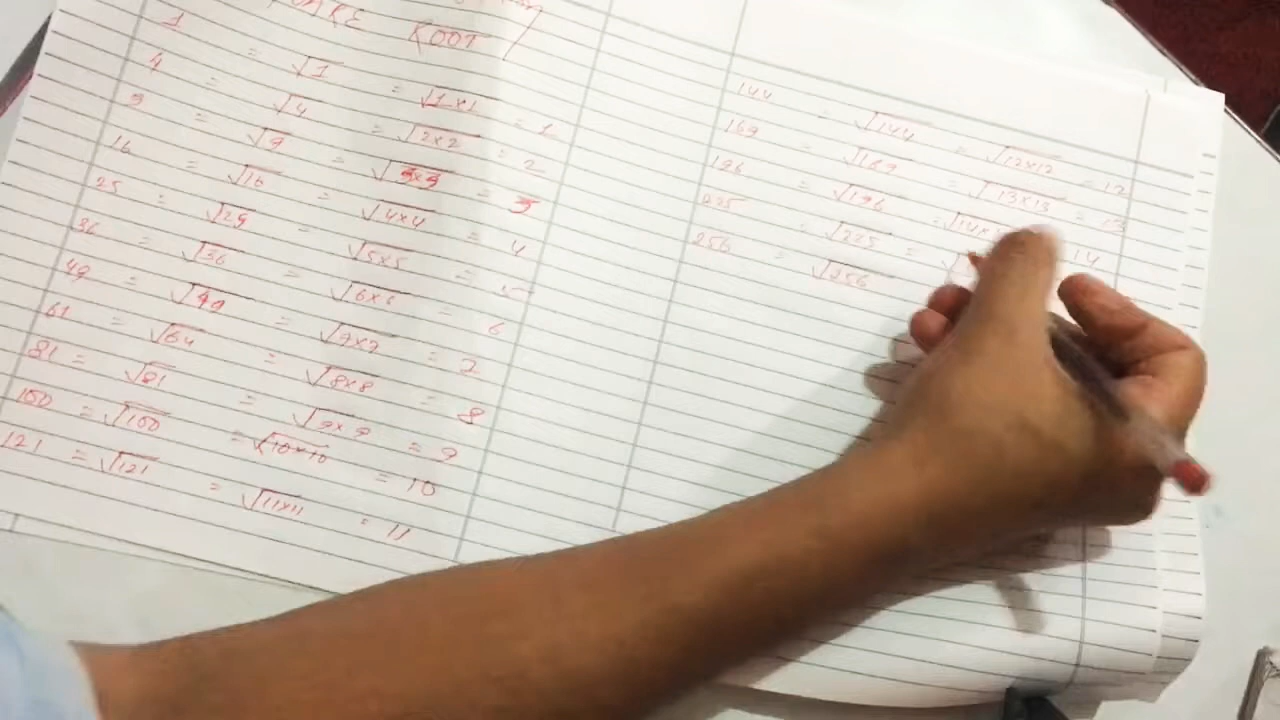 ROOT
1 = √1 = √1×1 = 1
4 = √4 = √2×2 = 2
9 = √9 = √3×3 = 3
16 = √16 = √4×4 = 4
25 = √25 = √5×5 = 5
36 = √36 = √6×6 = 6
49 = √49 = √7×7 = 7
61 = √64 = √8×8 = 8
81 = √81 = √9×9 = 9
100 = √100 = √10×10 = 10
121 = √121 = √11×11 = 11
144 = √144 = √12×12 = 12
169 = √169 = √13×13 = 13
196 = √196 = √14× 14
225 = √225 = √
256 = √256